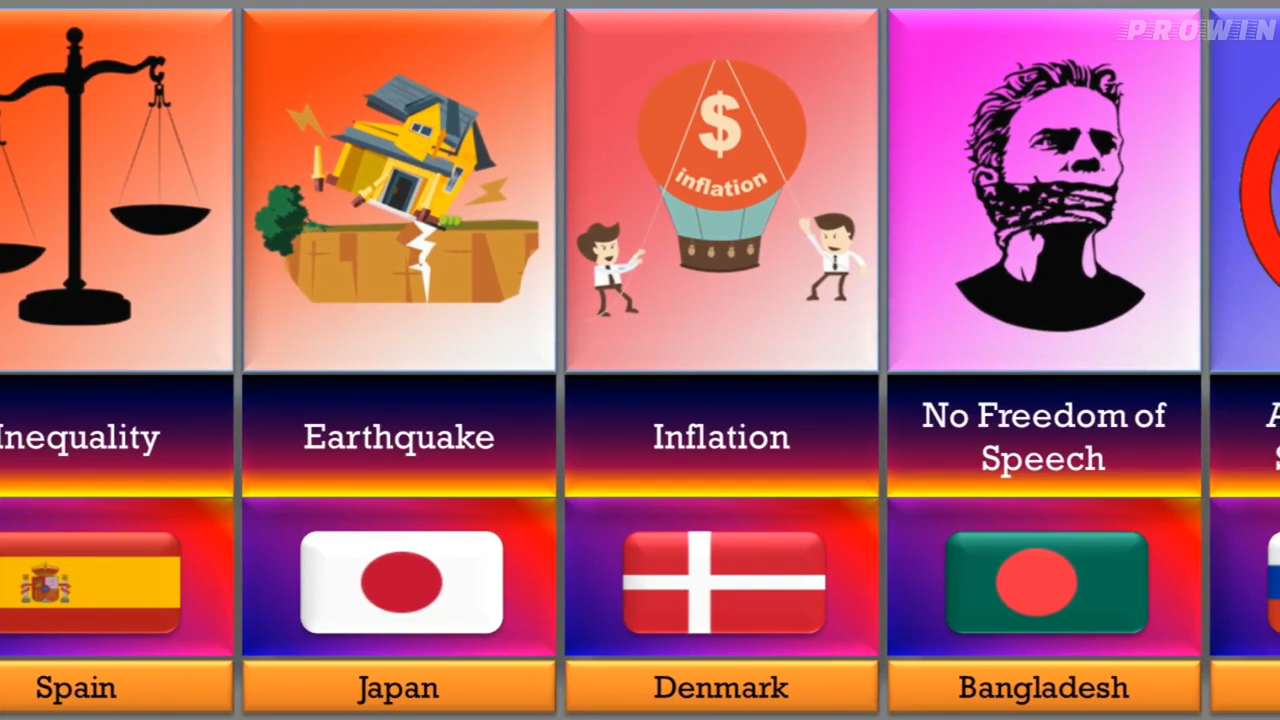 PROWIN
$
inflation
Inequality
Earthquake
Inflation
No Freedom of
Speech
A
S
Spain
Japan
Denmark
Bangladesh